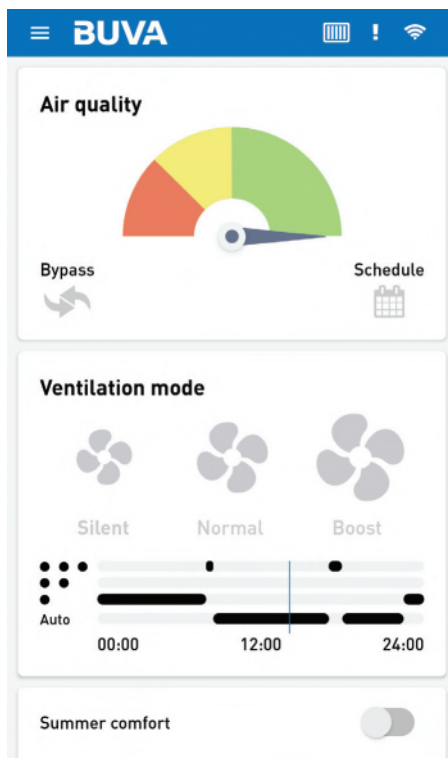 BUVA
Air quality
Bypass
Schedule
Ventilation mode
Silent
Normal
Boost
Auto
00:00
12:00
24:00
Summer comfort